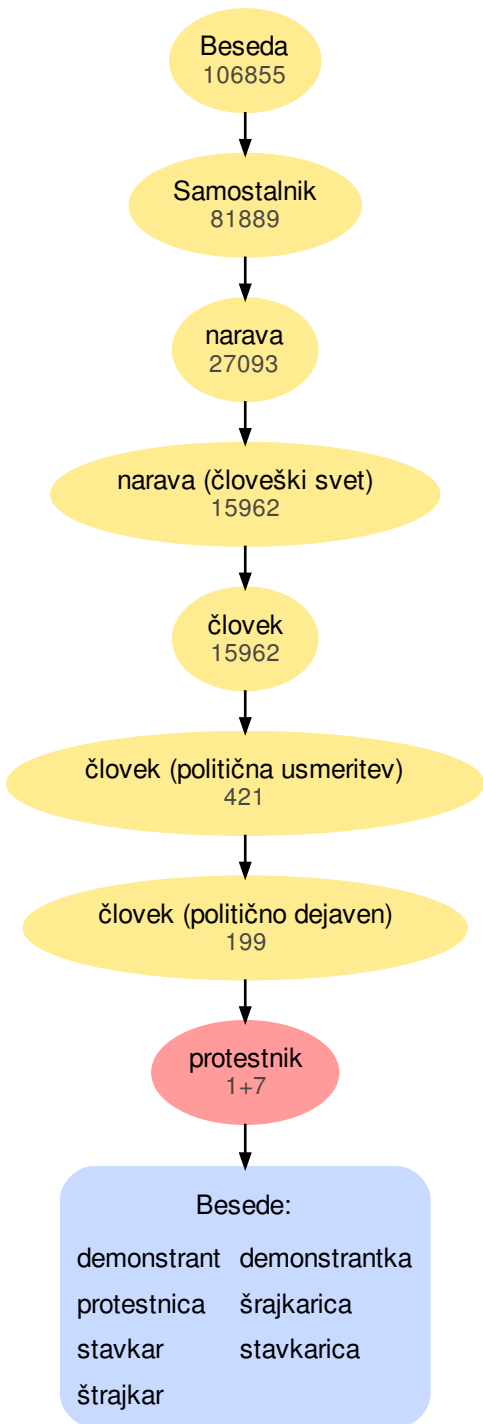 Beseda
106855
Samostalnik
81889
narava
27093
narava (človeški svet)
15962
človek
15962
človek (politična usmeritev)
421
človek (politično dejaven)
199
protestnik
1+7
Besede:
demonstrant demonstrantka
protestnica šrajkarica
stavkar stavkarica
štrajkar